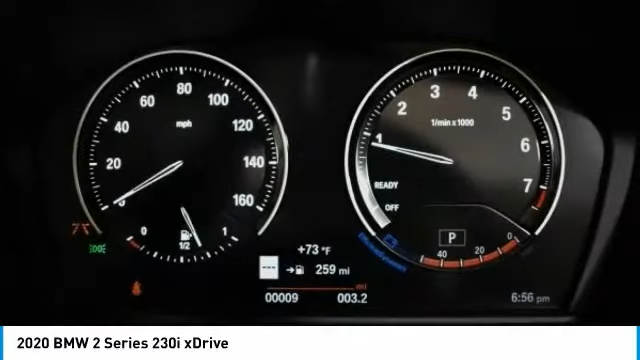 80
60
100
mph
40
120
20
140
0
160
0
1/2
1
3
4
2
5
1/min x 1000
1
6
READY
7
OFF
P
0
20
40
EfficientDynamics
+73 °F
---
259 mi
mi
00009
003.2
6:56 pm
2020 BMW 2 Series 230i xDrive